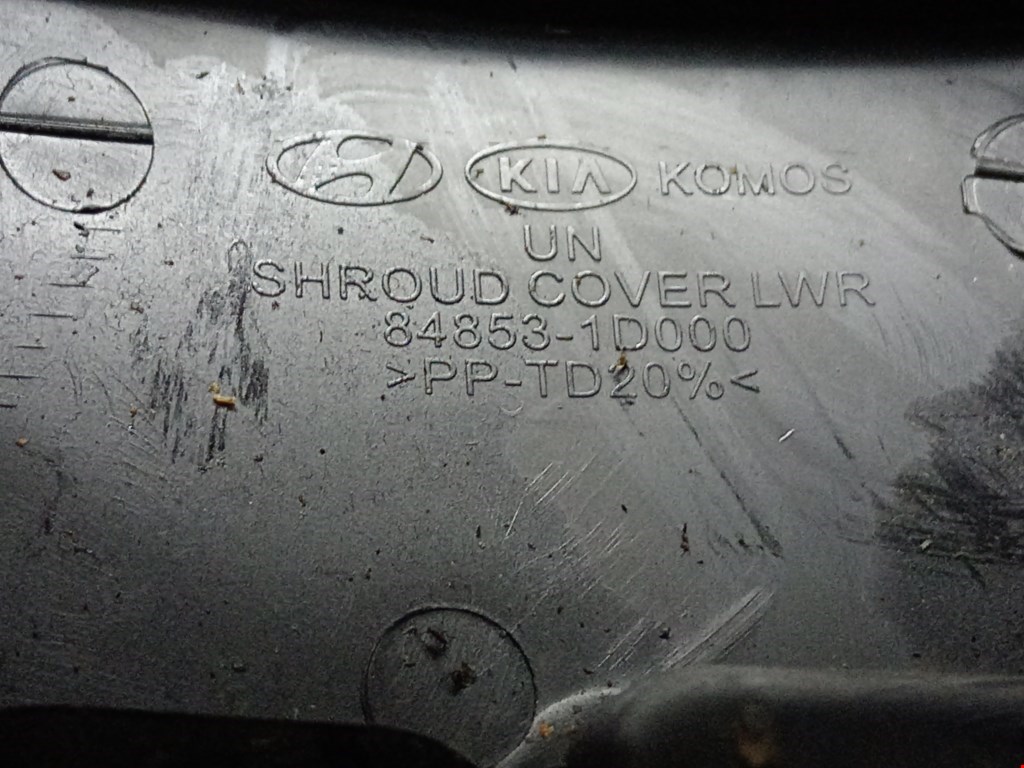 KIA KOMOS
UN
SHROUD COVER LWR
84853-1D000
>PP-TD20%<